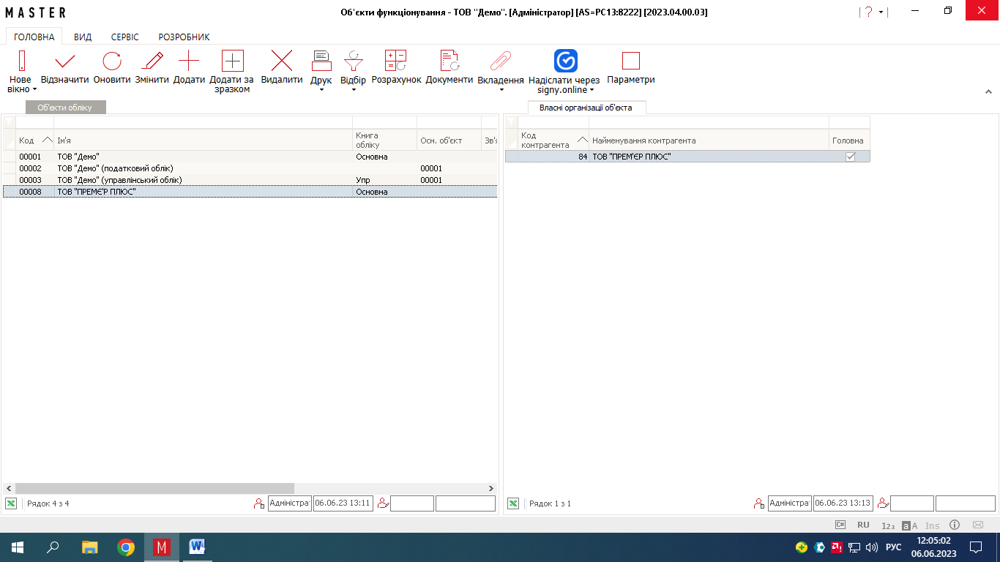 MASTER
Об'єкти функціонування - ТОВ "Демо". [Адміністратор] [AS=PC13:8222] [2023.04.00.03]
ГОЛОВНА ВИД СЕРВІС РОЗРОБНИК
Нове вікно
Відзначити
Оновити
Змінити
Додати
Додати за зразком
Видалити
Друк
Відбір
Розрахунок
Документи
Вкладення
Надіслати через signy.online
Параметри
Об'єкти обліку
Код Ім'я Книга обліку Осн. об'єкт Зв'я
00001 ТОВ "Демо" Основна
00002 ТОВ "Демо" (податковий облік) 00001
00003 ТОВ "Демо" (управлінський облік) Упр 00001
00008 ТОВ "ПРЕМЄ'Р ПЛЮС" Основна
Рядок 4 з 4 Адміністра 06.06.23 13:11
Власні організації об'єкта
Код контрагента Найменування контрагента Головна
84 ТОВ "ПРЕМ'ЄР ПЛЮС"
Рядок 1 з 1 Адміністра 06.06.23 13:13
C# RU 123 aA Ins
M W РУС 12:05:02
06.06.2023